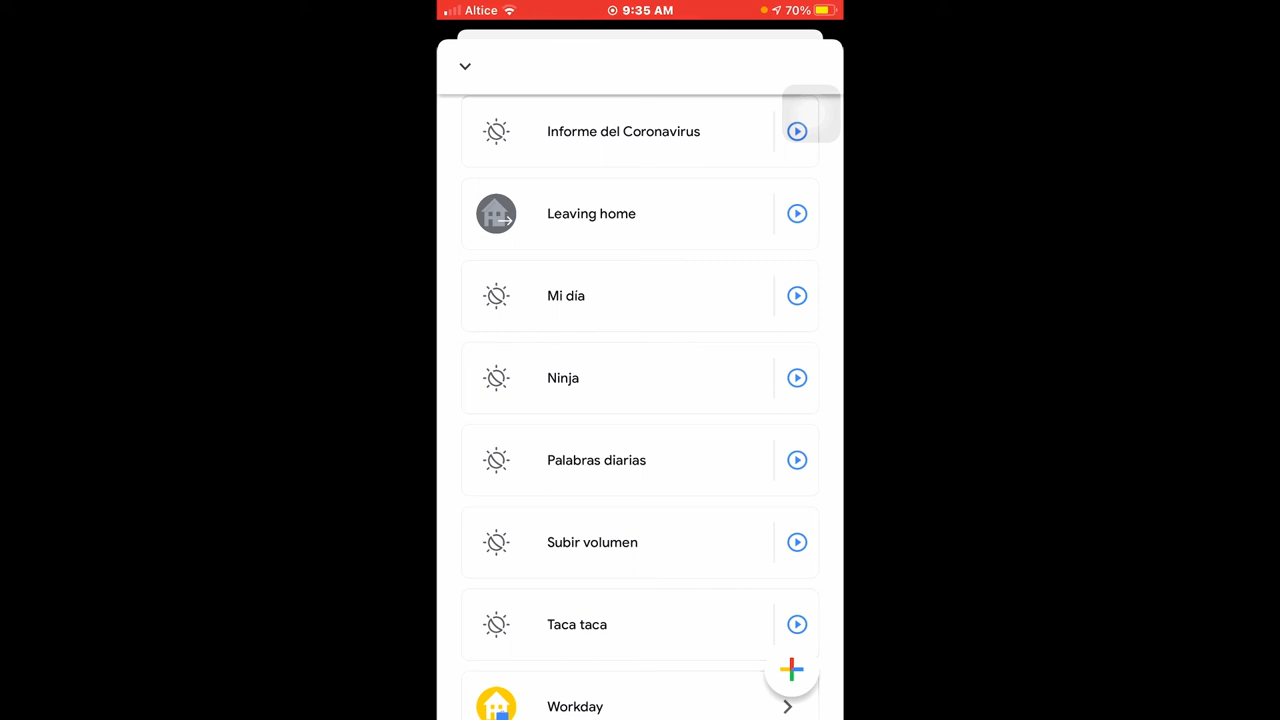 Altice 9:35 AM 70%
Informe del Coronavirus
Leaving home
Mi día
Ninja
Palabras diarias
Subir volumen
Taca taca
Workday